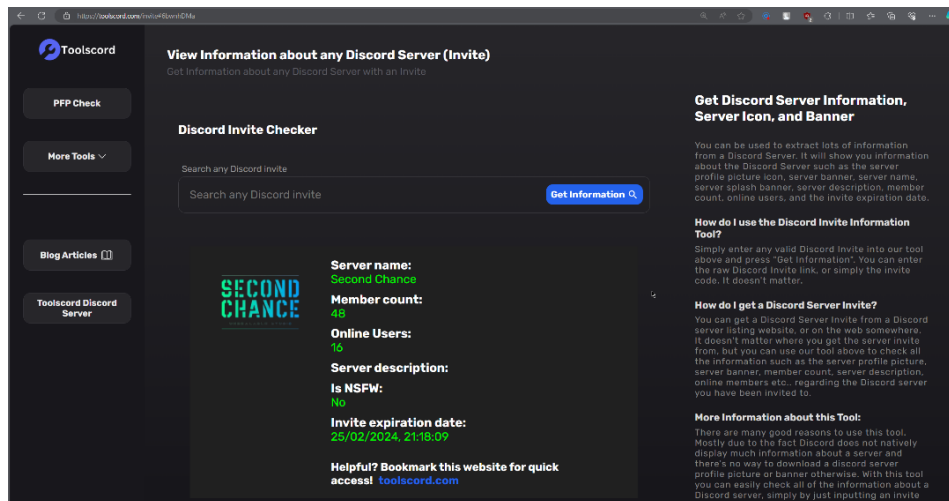 Toolscord
PFP Check
More Tools
Blog Articles
Toolscord Discord
Server
View Information about any Discord Server (Invite)
Get Information about any Discord Server with an Invite
Discord Invite Checker
Search any Discord invite
Search any Discord invite
Get Information
SECOND
CHANCE
Server name:
Second Chance
Member count:
48
Online Users:
16
Server description:
Is NSFW:
No
Invite expiration date:
25/02/2024, 21:18:09
Helpful? Bookmark this website for quick
access! toolscord.com
Get Discord Server Information,
Server Icon, and Banner
You can be used to extract lots of information
from a Discord Server. It will show you information
about the Discord Server such as the server
profile picture icon, server banner, server name,
server splash banner, server description, member
count, online users, and the invite expiration date.
How do I use the Discord Invite Information
Tool?
Simply enter any valid Discord Invite into our tool
above and press "Get Information". You can enter
the raw Discord Invite link, or simply the invite
code. It doesn't matter.
How do I get a Discord Server Invite?
You can get a Discord Server Invite from a Discord
server listing website, or on the web somewhere.
It doesn't matter where you get the server invite
from, but you can use our tool above to check all
the information such as the server profile picture,
server banner, member count, server description,
online members etc.. regarding the Discord server
you have been invited to.
More Information about this Tool:
There are many good reasons to use this tool.
Mostly due to the fact Discord does not natively
display much information about a server and
there's no way to download a discord server
profile picture or banner otherwise. With this tool
you can easily check all of the information about a
Discord server, simply by just inputting an invite